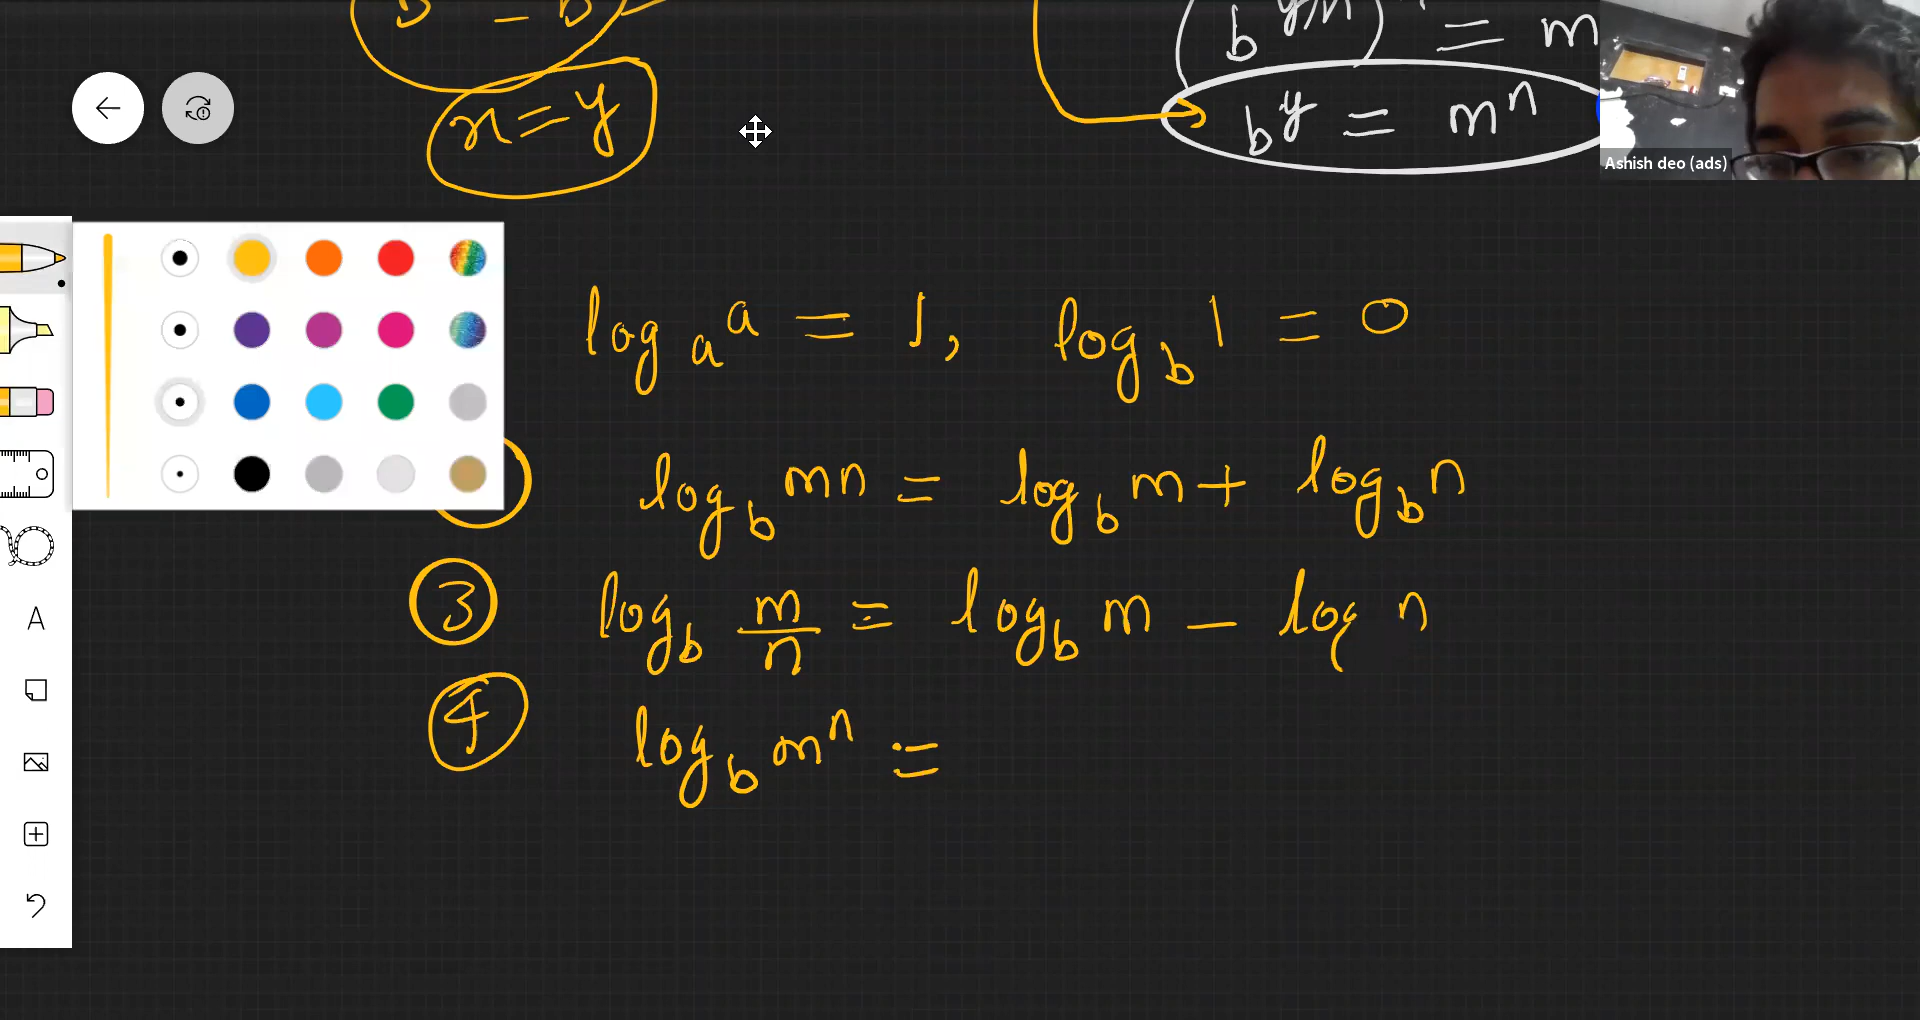 = m
x = y
b^y = m^n
Ashish deo (ads)
log_a a = 1, log_b 1 = 0
log_b mn = log_b m + log_b n
③ log_b m/n = log_b m - log n
④ log_b m^n =
A